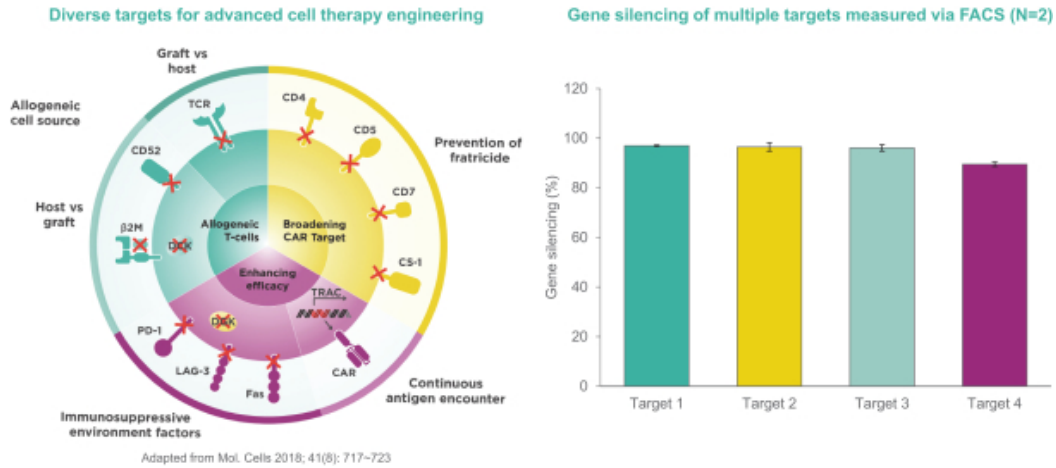 Diverse targets for advanced cell therapy engineering
Graft vs
host
Allogeneic
cell source
TCR
CD52
Host vs
graft
β2M
DGK
Allogeneic
T-cells
CD4
CD5
CD7
CS-1
Prevention of
fratricide
Broadening
CAR Target
Enhancing
efficacy
TRAC
DGK
PD-1
LAG-3
Fas
CAR
Continuous
antigen encounter
Immunosuppressive
environment factors
Adapted from Mol. Cells 2018; 41(8): 717~723
Gene silencing of multiple targets measured via FACS (N=2)
Gene silencing (%)
120
100
80
60
40
20
0
Target 1
Target 2
Target 3
Target 4